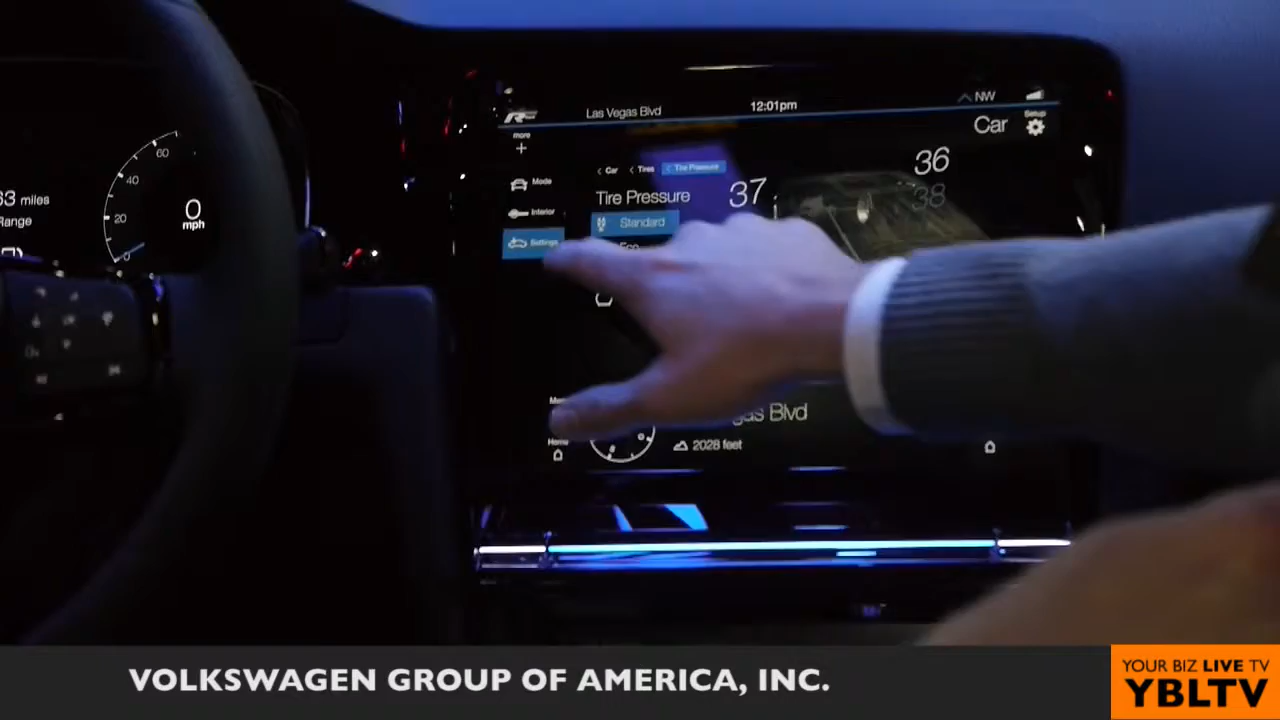 Las Vegas Blvd
12:01pm
NW
R
more
+
Car
Setup
60
40
20
0
63 miles
Range
0
mph
Mode
Interior
Settings
< Car < Tires < Tire Pressure
Tire Pressure
37
36
38
Standard
Eco
gas Blvd
Home
2028 feet
VOLKSWAGEN GROUP OF AMERICA, INC.
YOUR BIZ LIVE TV
YBLTV